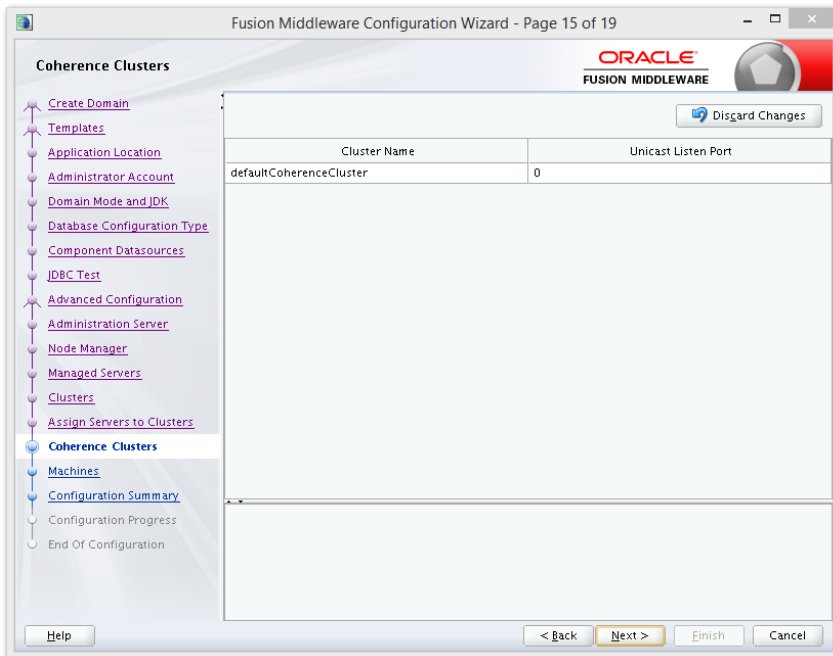 Fusion Middleware Configuration Wizard - Page 15 of 19
Coherence Clusters
ORACLE
FUSION MIDDLEWARE
Create Domain
Templates
Application Location
Administrator Account
Domain Mode and JDK
Database Configuration Type
Component Datasources
JDBC Test
Advanced Configuration
Administration Server
Node Manager
Managed Servers
Clusters
Assign Servers to Clusters
Coherence Clusters
Machines
Configuration Summary
Configuration Progress
End Of Configuration
Discard Changes
Cluster Name Unicast Listen Port
defaultCoherenceCluster 0
Help < Back Next > Finish Cancel